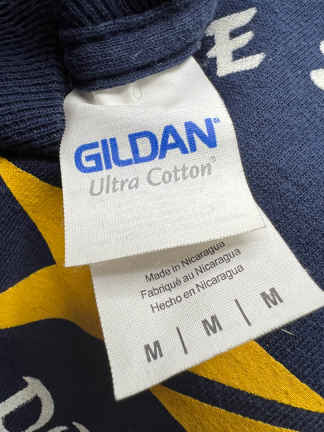 GILDAN
Ultra Cotton®
Made in Nicaragua
Fabriqué au Nicaragua
Hecho en Nicaragua
M | M | M